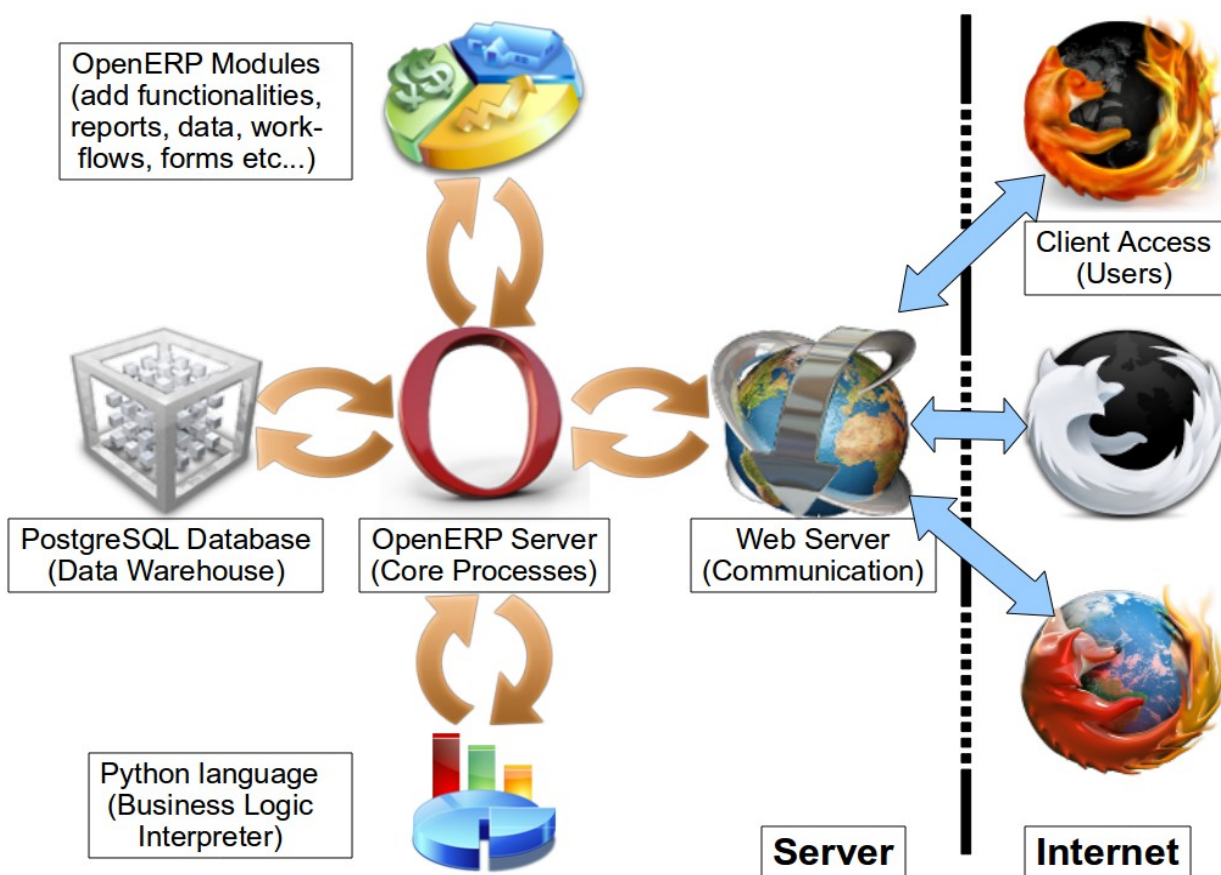 OpenERP Modules
(add functionalities,
reports, data, work-
flows, forms etc...)
Client Access
(Users)
PostgreSQL Database
(Data Warehouse)
OpenERP Server
(Core Processes)
Web Server
(Communication)
Python language
(Business Logic
Interpreter)
Server
Internet